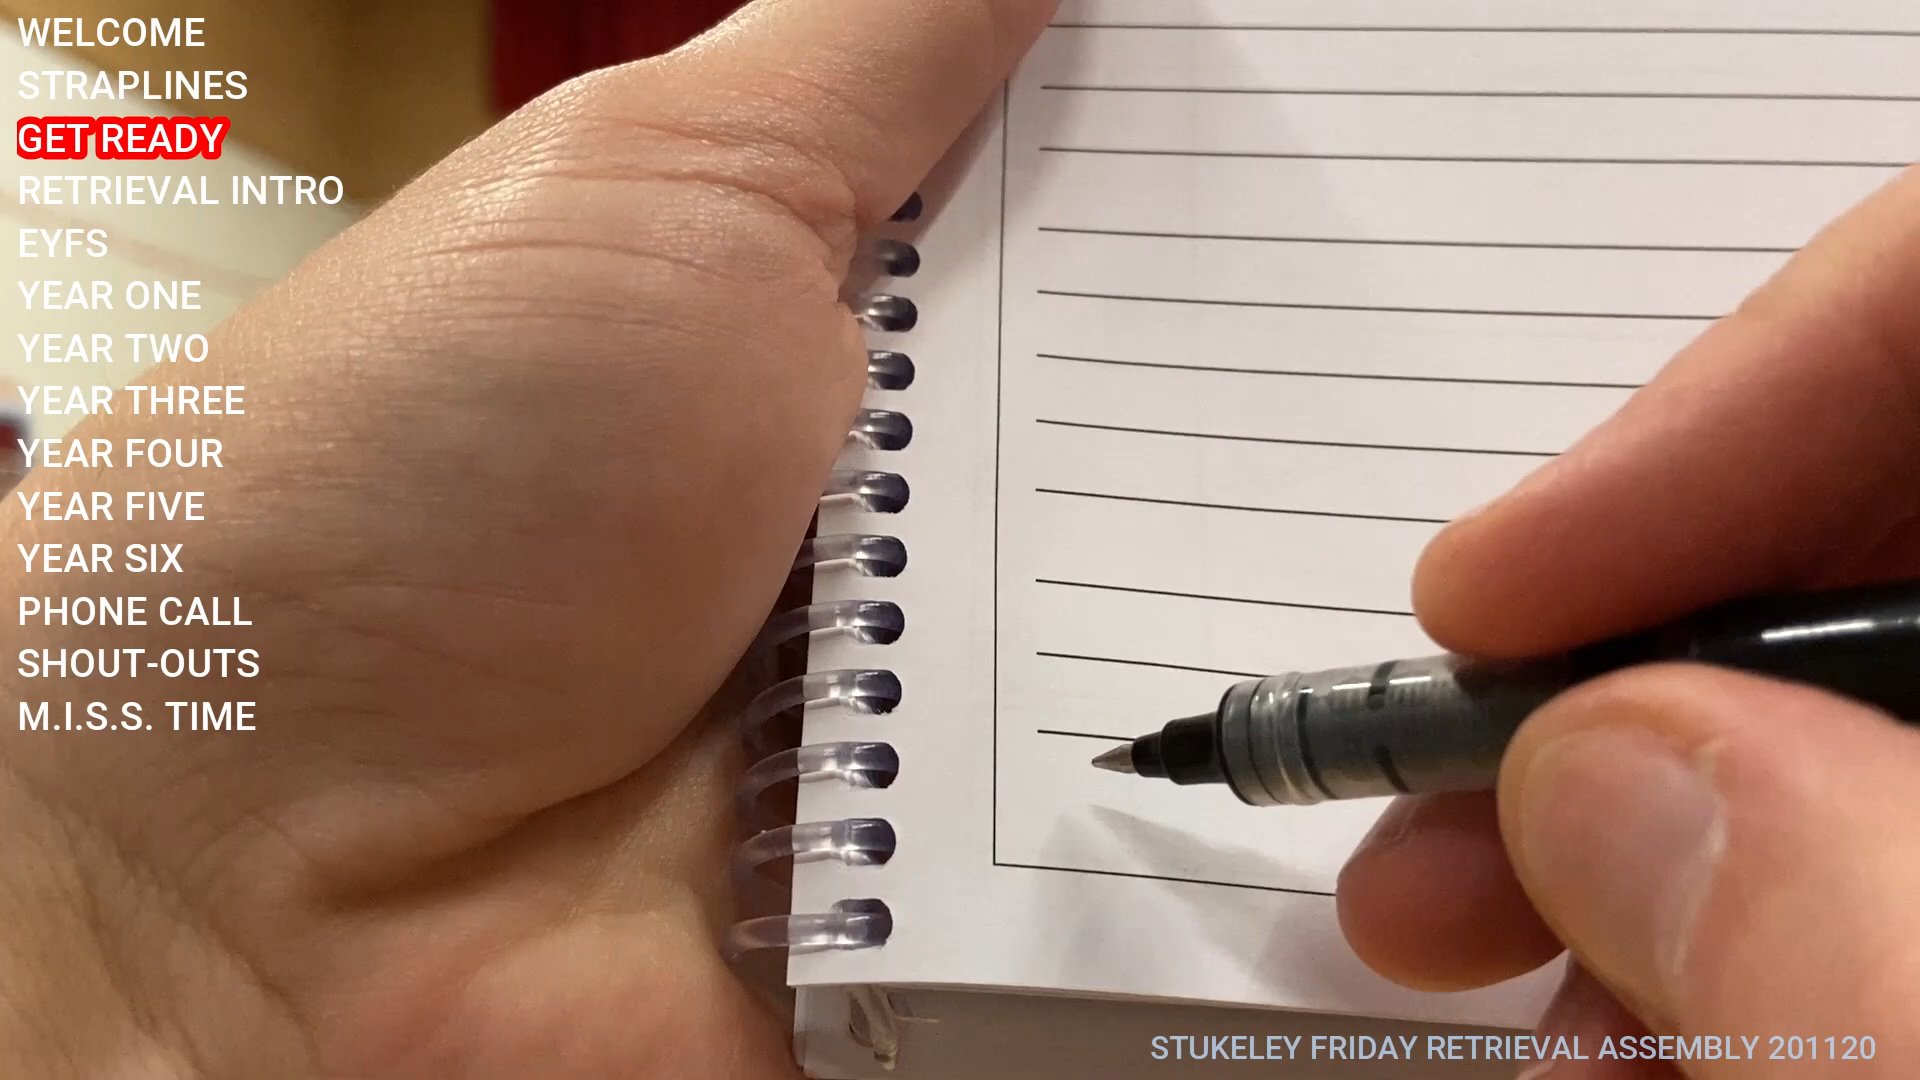 WELCOME
STRAPLINES
GET READY
RETRIEVAL INTRO
EYFS
YEAR ONE
YEAR TWO
YEAR THREE
YEAR FOUR
YEAR FIVE
YEAR SIX
PHONE CALL
SHOUT-OUTS
M.I.S.S. TIME
STUKELEY FRIDAY RETRIEVAL ASSEMBLY 201120